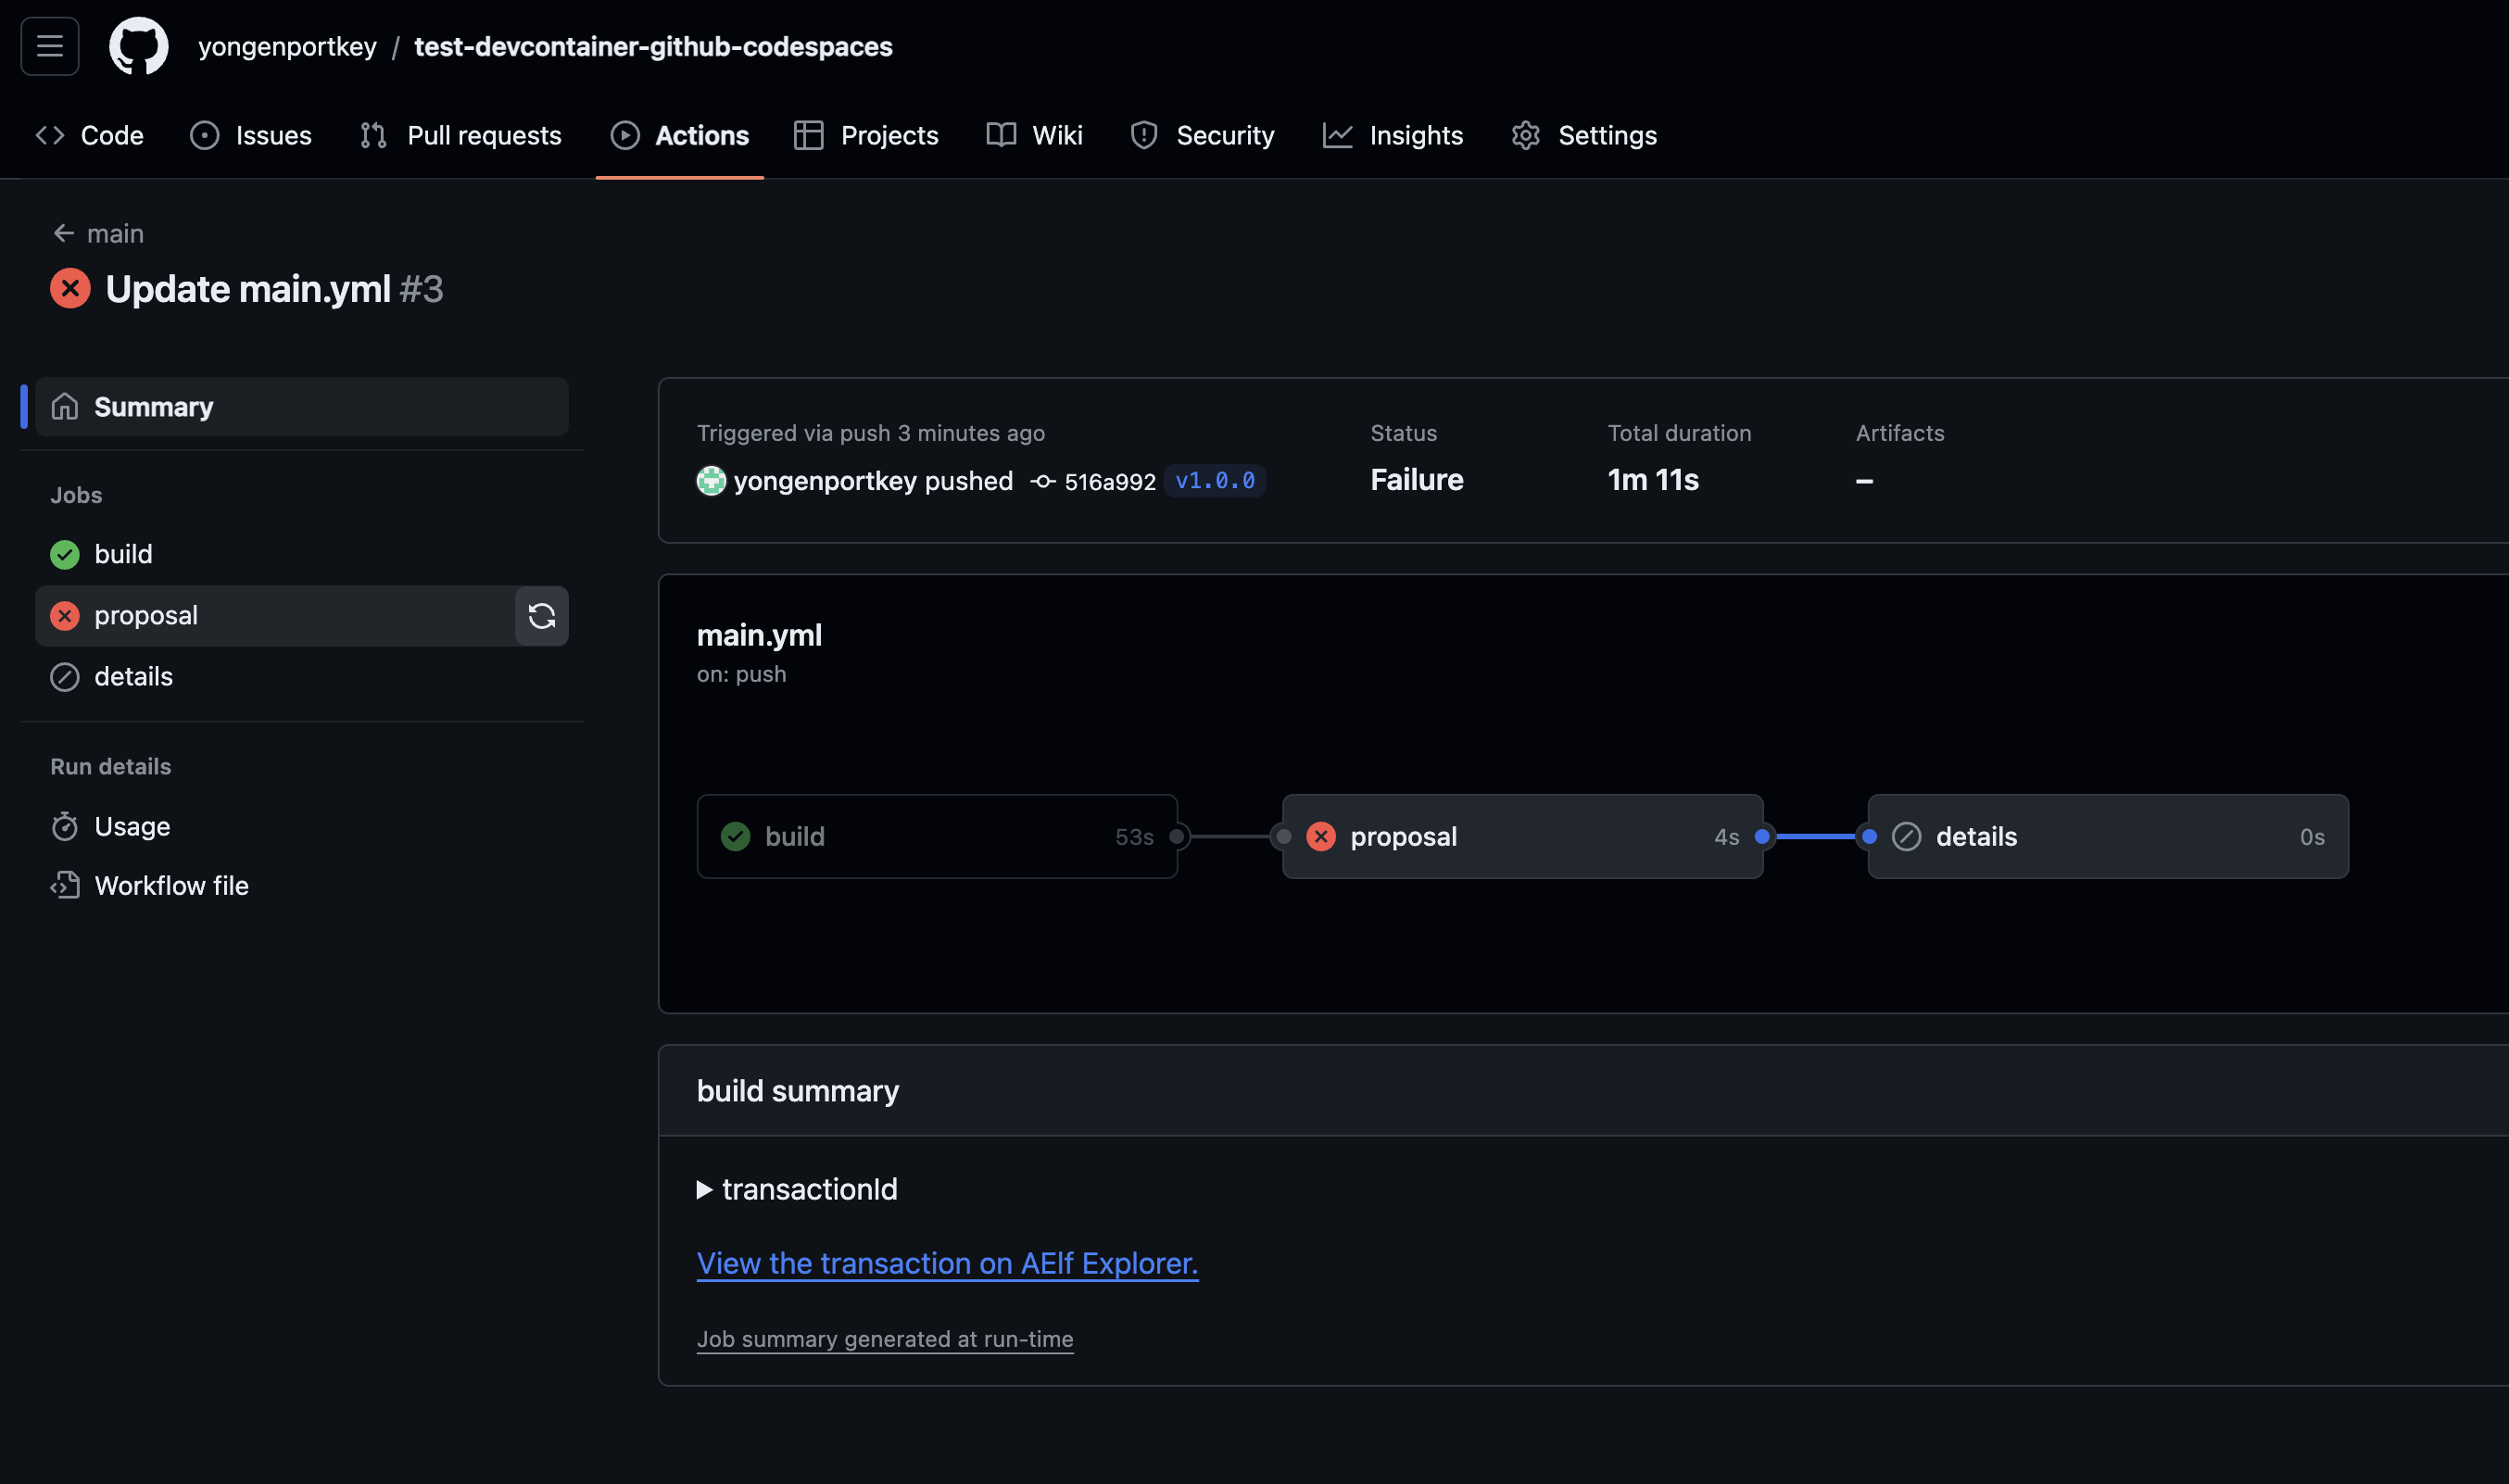 yongenportkey / test-devcontainer-github-codespaces
Code Issues Pull requests Actions Projects Wiki Security Insights Settings
main
Update main.yml #3
Summary
Jobs
build
proposal
details
Run details
Usage
Workflow file
Triggered via push 3 minutes ago
yongenportkey pushed 516a992 v1.0.0
Status
Failure
Total duration
1m 11s
Artifacts
–
main.yml
on: push
build 53s
proposal 4s
details 0s
build summary
transactionId
View the transaction on AElf Explorer.
Job summary generated at run-time